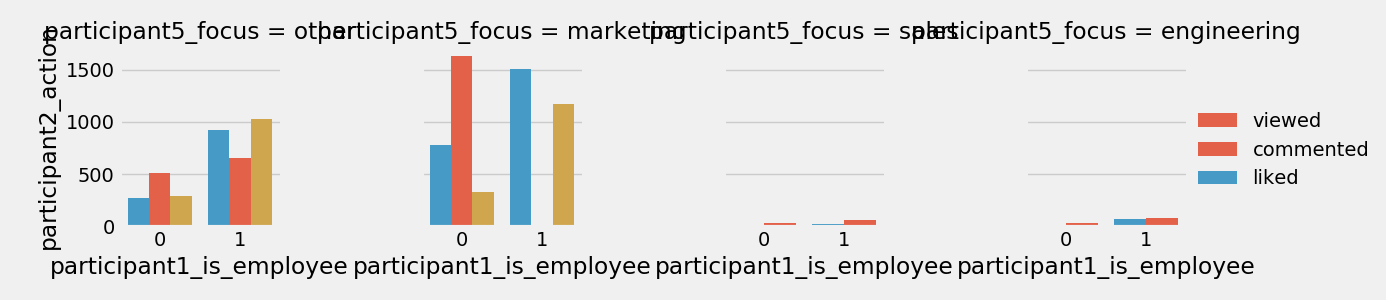 participant5_focus = other
participant5_focus = marketing
participant5_focus = sales
participant5_focus = engineering
participant2_action
1500
1000
500
0
0 1
0 1
0 1
0 1
participant1_is_employee
participant1_is_employee
participant1_is_employee
participant1_is_employee
viewed
commented
liked